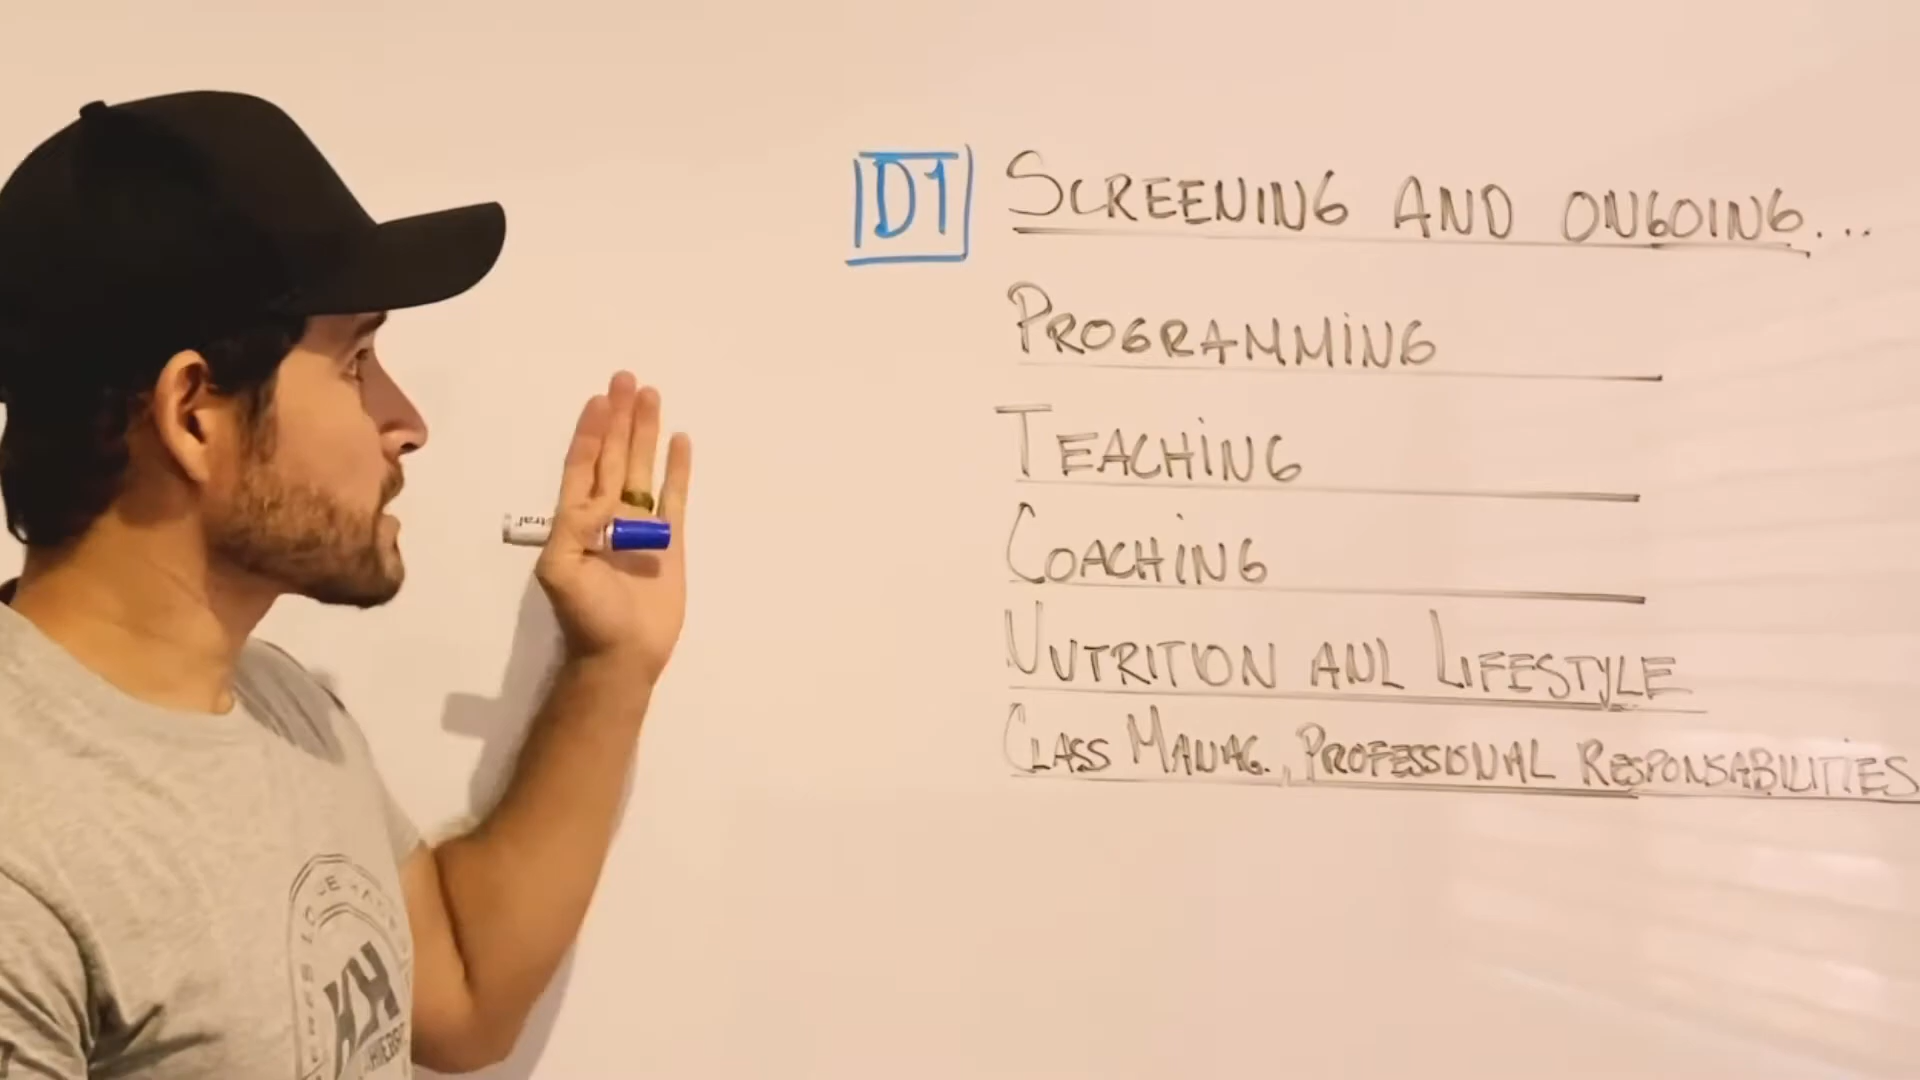 D1 SCREENING AND ONGOING...
PROGRAMMING
TEACHING
COACHING
NUTRITION ANL LIFESTYLE
CLASS MANAG. PROFESSIONAL RESPONSABILITIES